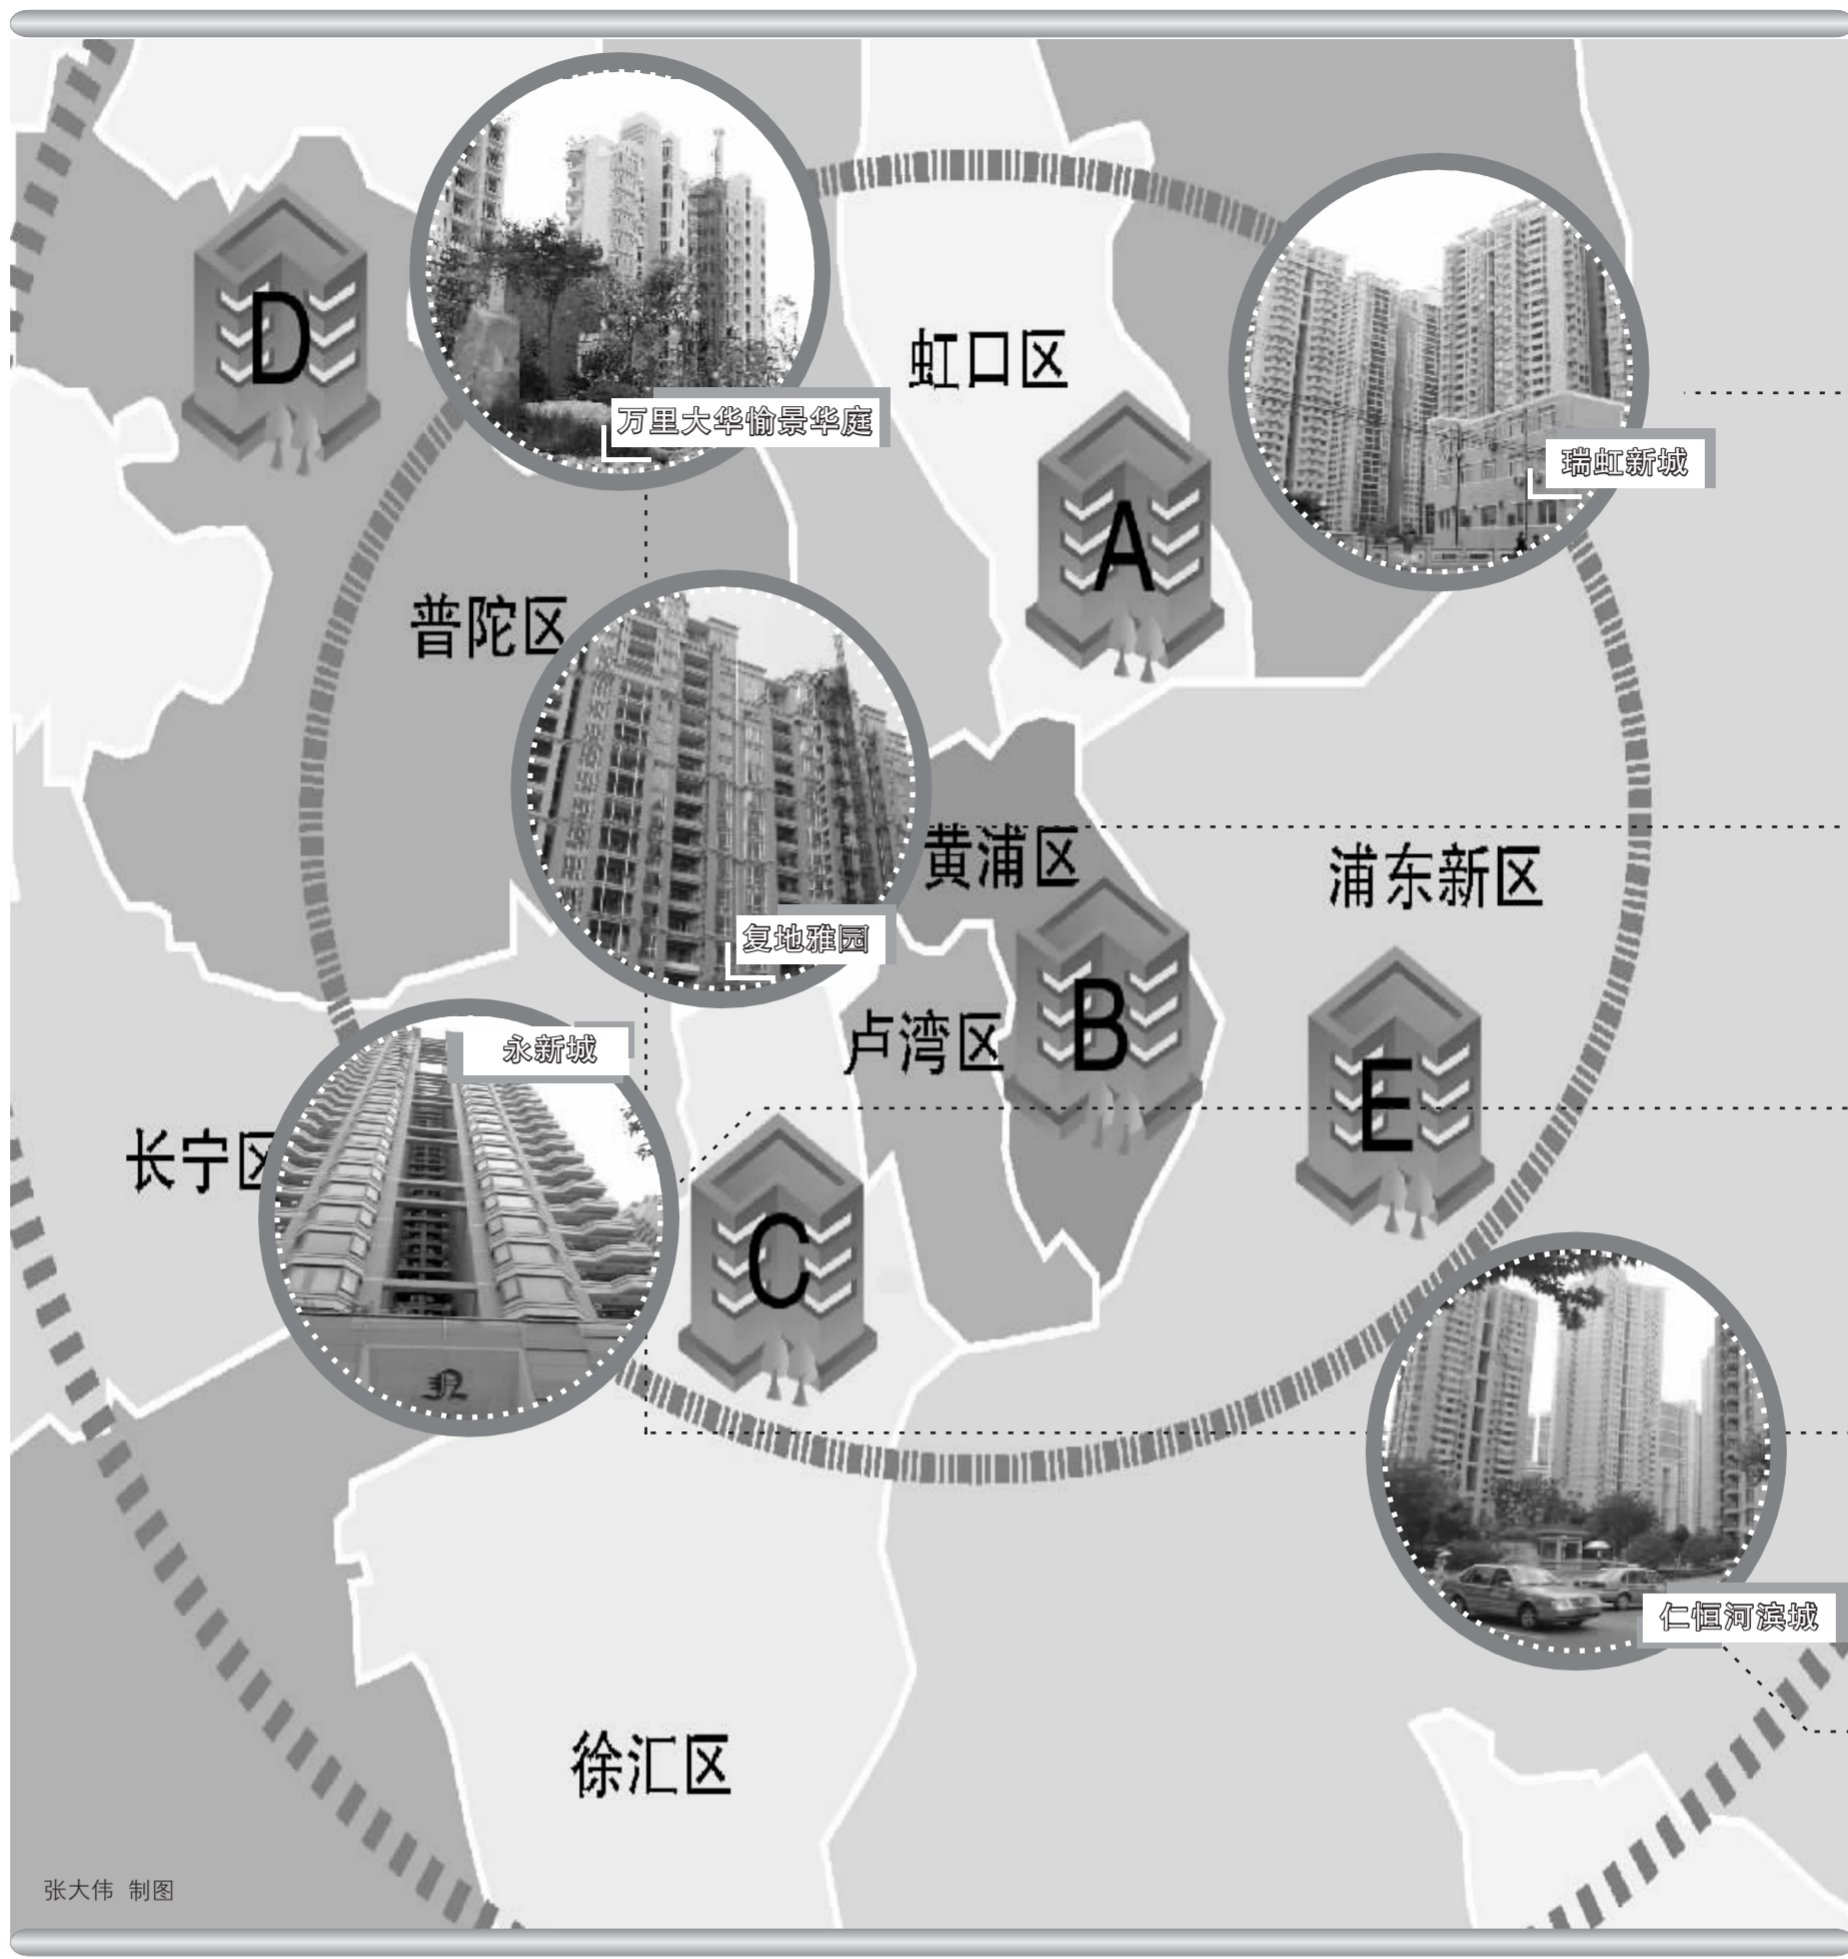 D
万里大华愉景华庭
虹口区
瑞虹新城
A
普陀区
黄浦区
浦东新区
复地雅园
卢湾区
B
永新城
E
长宁区
C
仁恒河滨城
徐汇区
张大伟 制图